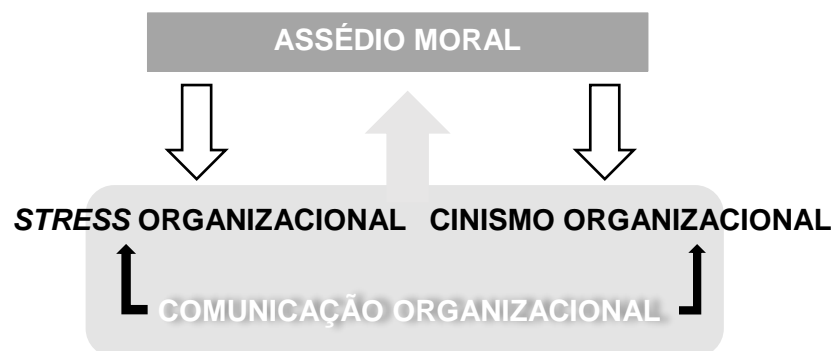 ASSÉDIO MORAL
STRESS ORGANIZACIONAL CINISMO ORGANIZACIONAL
COMUNICAÇÃO ORGANIZACIONAL